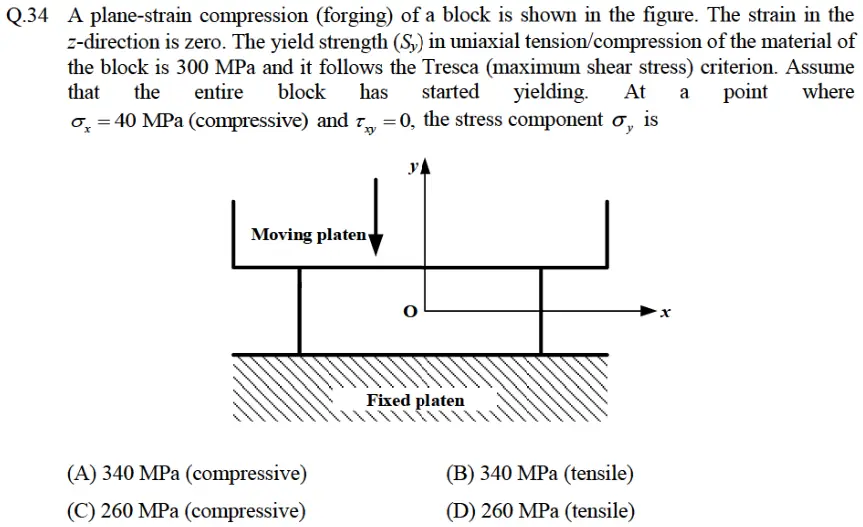 Q.34 A plane-strain compression (forging) of a block is shown in the figure. The strain in the
z-direction is zero. The yield strength (Sy) in uniaxial tension/compression of the material of
the block is 300 MPa and it follows the Tresca (maximum shear stress) criterion. Assume
that the entire block has started yielding. At a point where
σx = 40 MPa (compressive) and τxy = 0, the stress component σy is
y
Moving platen
O
x
Fixed platen
(A) 340 MPa (compressive) (B) 340 MPa (tensile)
(C) 260 MPa (compressive) (D) 260 MPa (tensile)